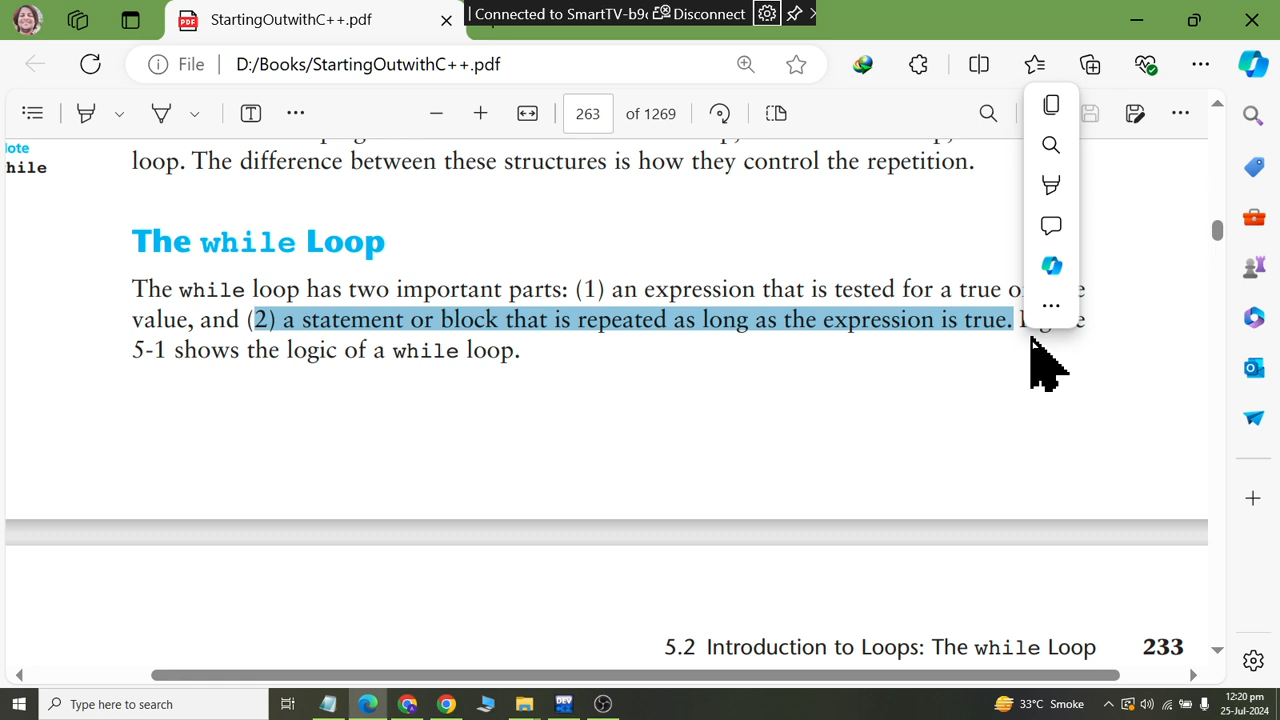 StartingOutwithC++.pdf
Connected to SmartTV-b9 Disconnect
File D:/Books/StartingOutwithC++.pdf
263 of 1269
lote
hile
loop. The difference between these structures is how they control the repetition.
The while Loop
The while loop has two important parts: (1) an expression that is tested for a true o
value, and (2) a statement or block that is repeated as long as the expression is true.
5-1 shows the logic of a while loop.
5.2 Introduction to Loops: The while Loop 233
Type here to search
33°C Smoke
12:20 pm
25-Jul-2024